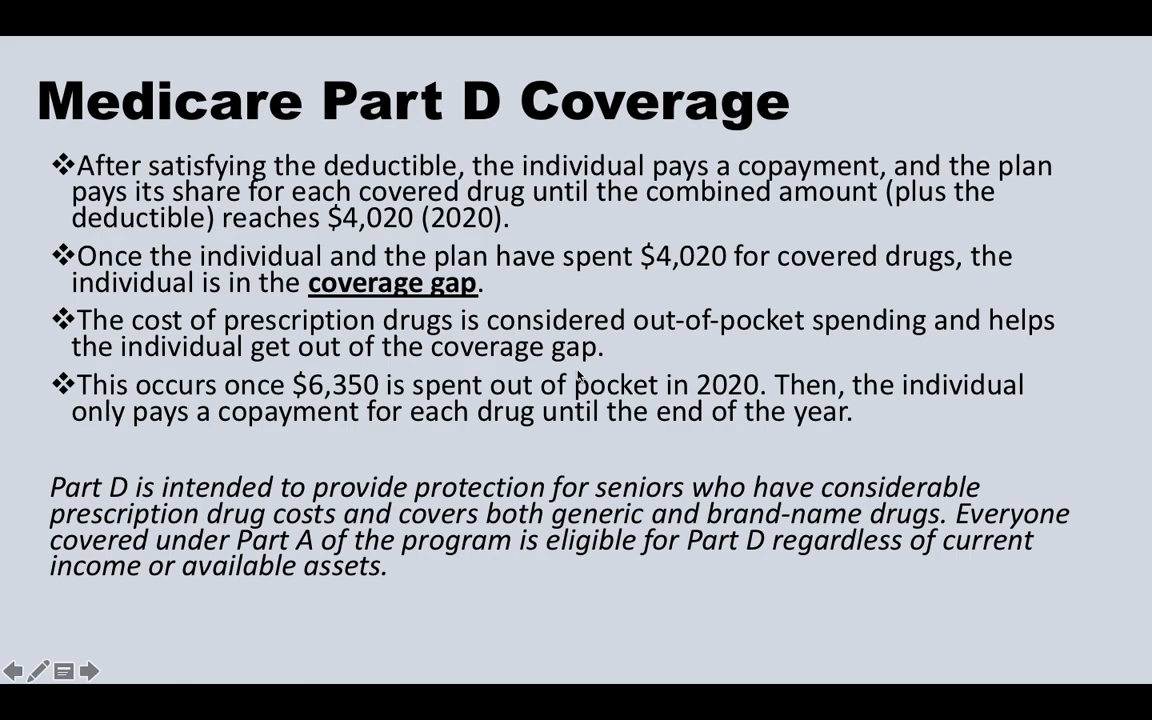 Medicare Part D Coverage
❖After satisfying the deductible, the individual pays a copayment, and the plan
pays its share for each covered drug until the combined amount (plus the
deductible) reaches $4,020 (2020).
❖Once the individual and the plan have spent $4,020 for covered drugs, the
individual is in the coverage gap.
❖The cost of prescription drugs is considered out-of-pocket spending and helps
the individual get out of the coverage gap.
❖This occurs once $6,350 is spent out of pocket in 2020. Then, the individual
only pays a copayment for each drug until the end of the year.
Part D is intended to provide protection for seniors who have considerable
prescription drug costs and covers both generic and brand-name drugs. Everyone
covered under Part A of the program is eligible for Part D regardless of current
income or available assets.